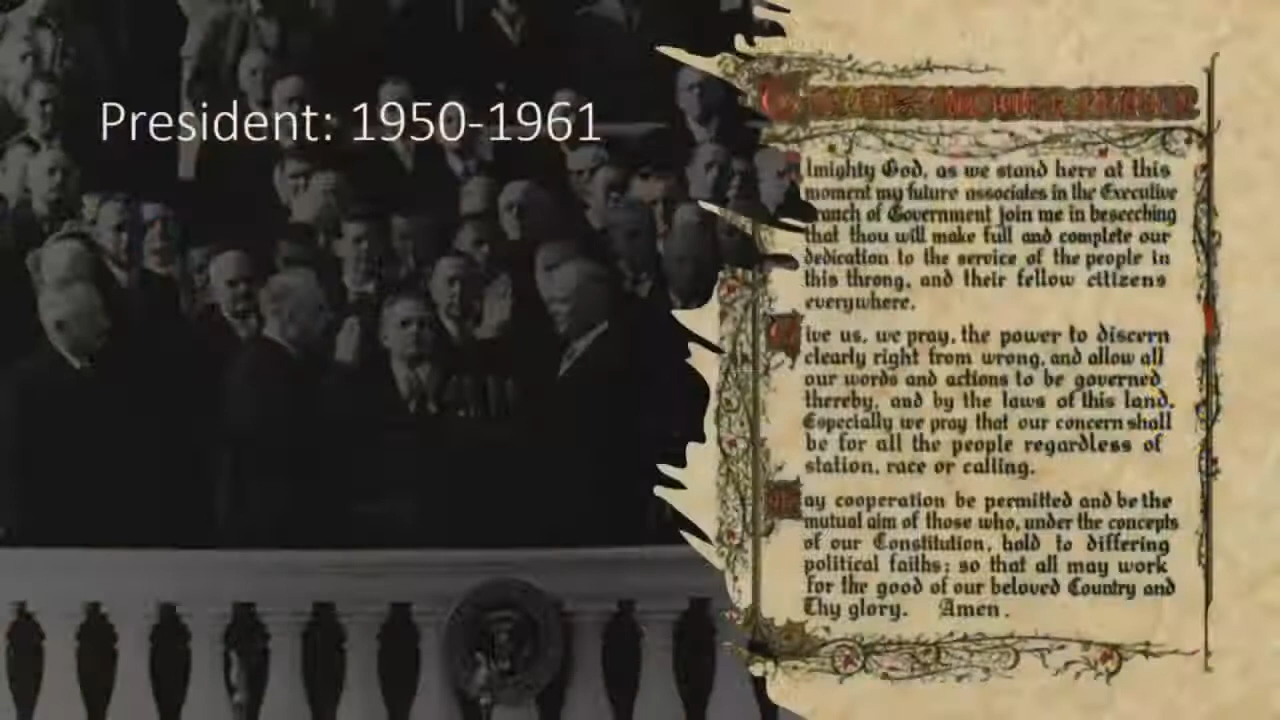 President: 1950-1961
lmighty God, as we stand here at this
moment my future associates in the Executive
ranch of Government join me in beseeching
that thou will make full and complete our
dedication to the service of the people in
this throng, and their fellow citizens
everywhere.
Give us, we pray, the power to discern
clearly right from wrong, and allow all
our words and actions to be governed
thereby, and by the laws of this land.
Especially we pray that our concern shall
be for all the people regardless of
station, race or calling.
May cooperation be permitted and be the
mutual aim of those who, under the concepts
of our Constitution, hold to differing
political faiths; so that all may work
for the good of our beloved Country and
Thy glory. Amen.